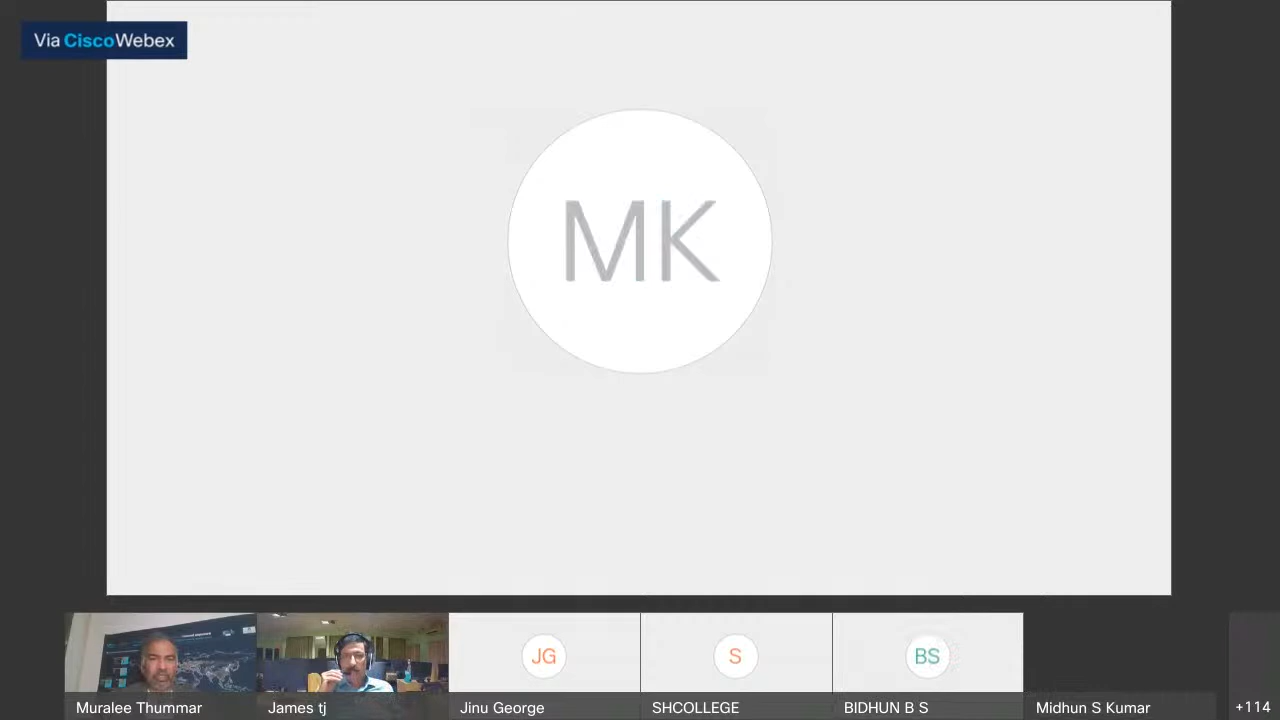 Via CiscoWebex
MK
JG
S
BS
Muralee Thummar
James tj
Jinu George
SHCOLLEGE
BIDHUN B S
Midhun S Kumar
+114